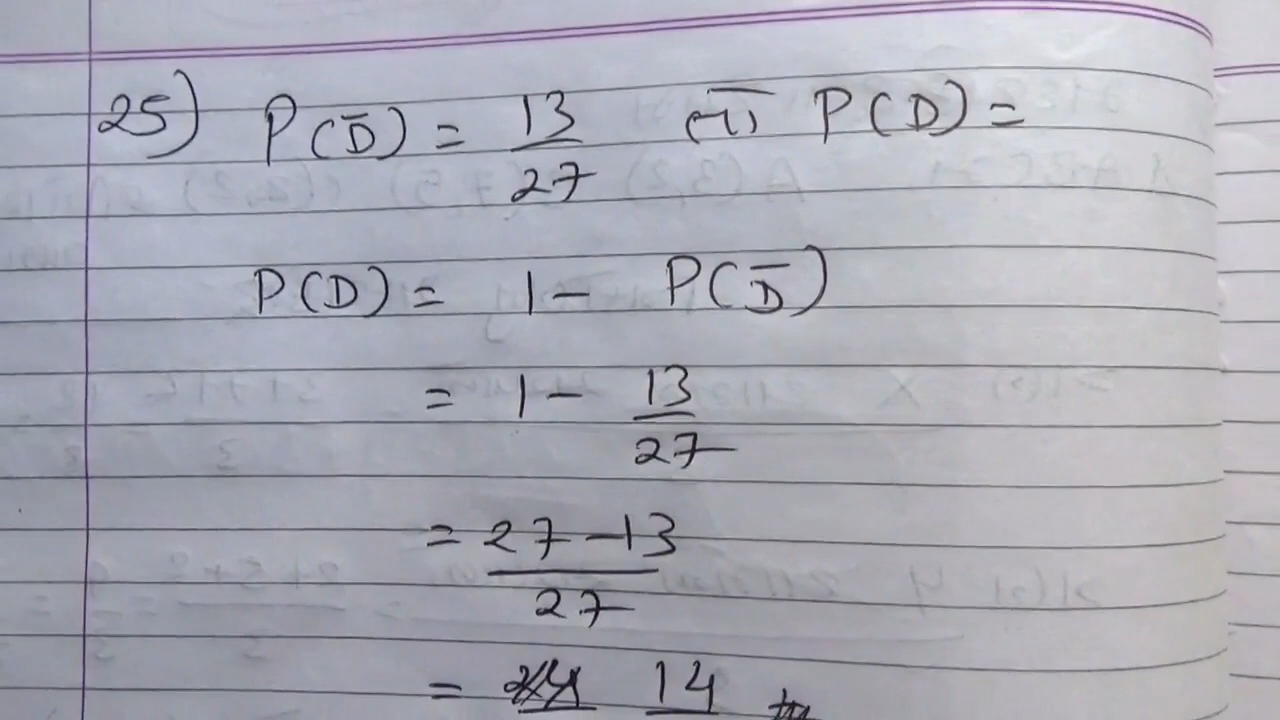 25) P(D̅) = 13/27 તો P(D) =
P(D) = 1 - P(D̅)
= 1 - 13/27
= 27-13/27
= 14